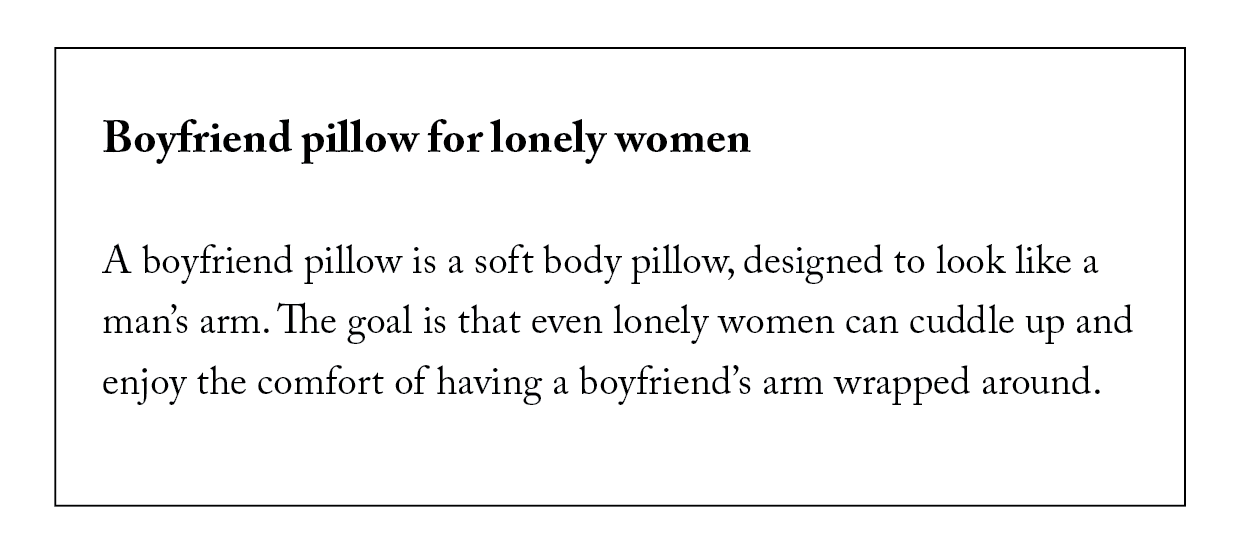 Boyfriend pillow for lonely women
A boyfriend pillow is a soft body pillow, designed to look like a
man’s arm. The goal is that even lonely women can cuddle up and
enjoy the comfort of having a boyfriend’s arm wrapped around.